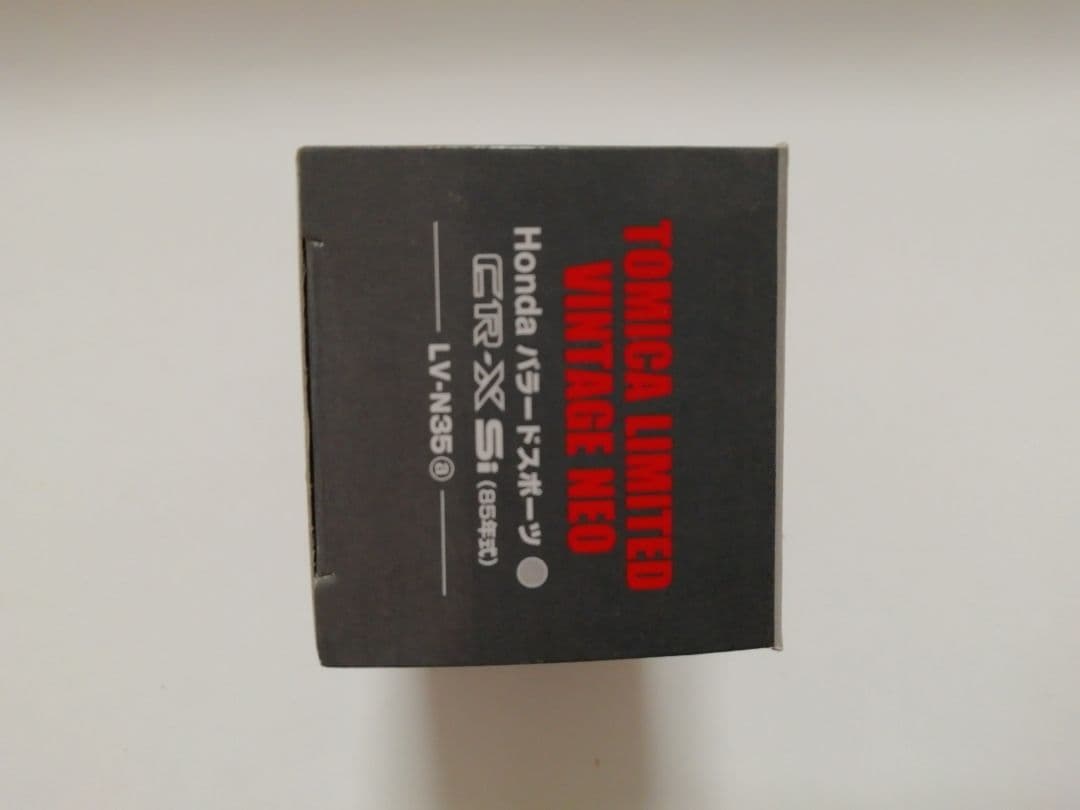 TOMICA LIMITED
VINTAGE NEO
Honda バラードスポーツ
CR-X Si (85年式)
LV-N35ⓐ